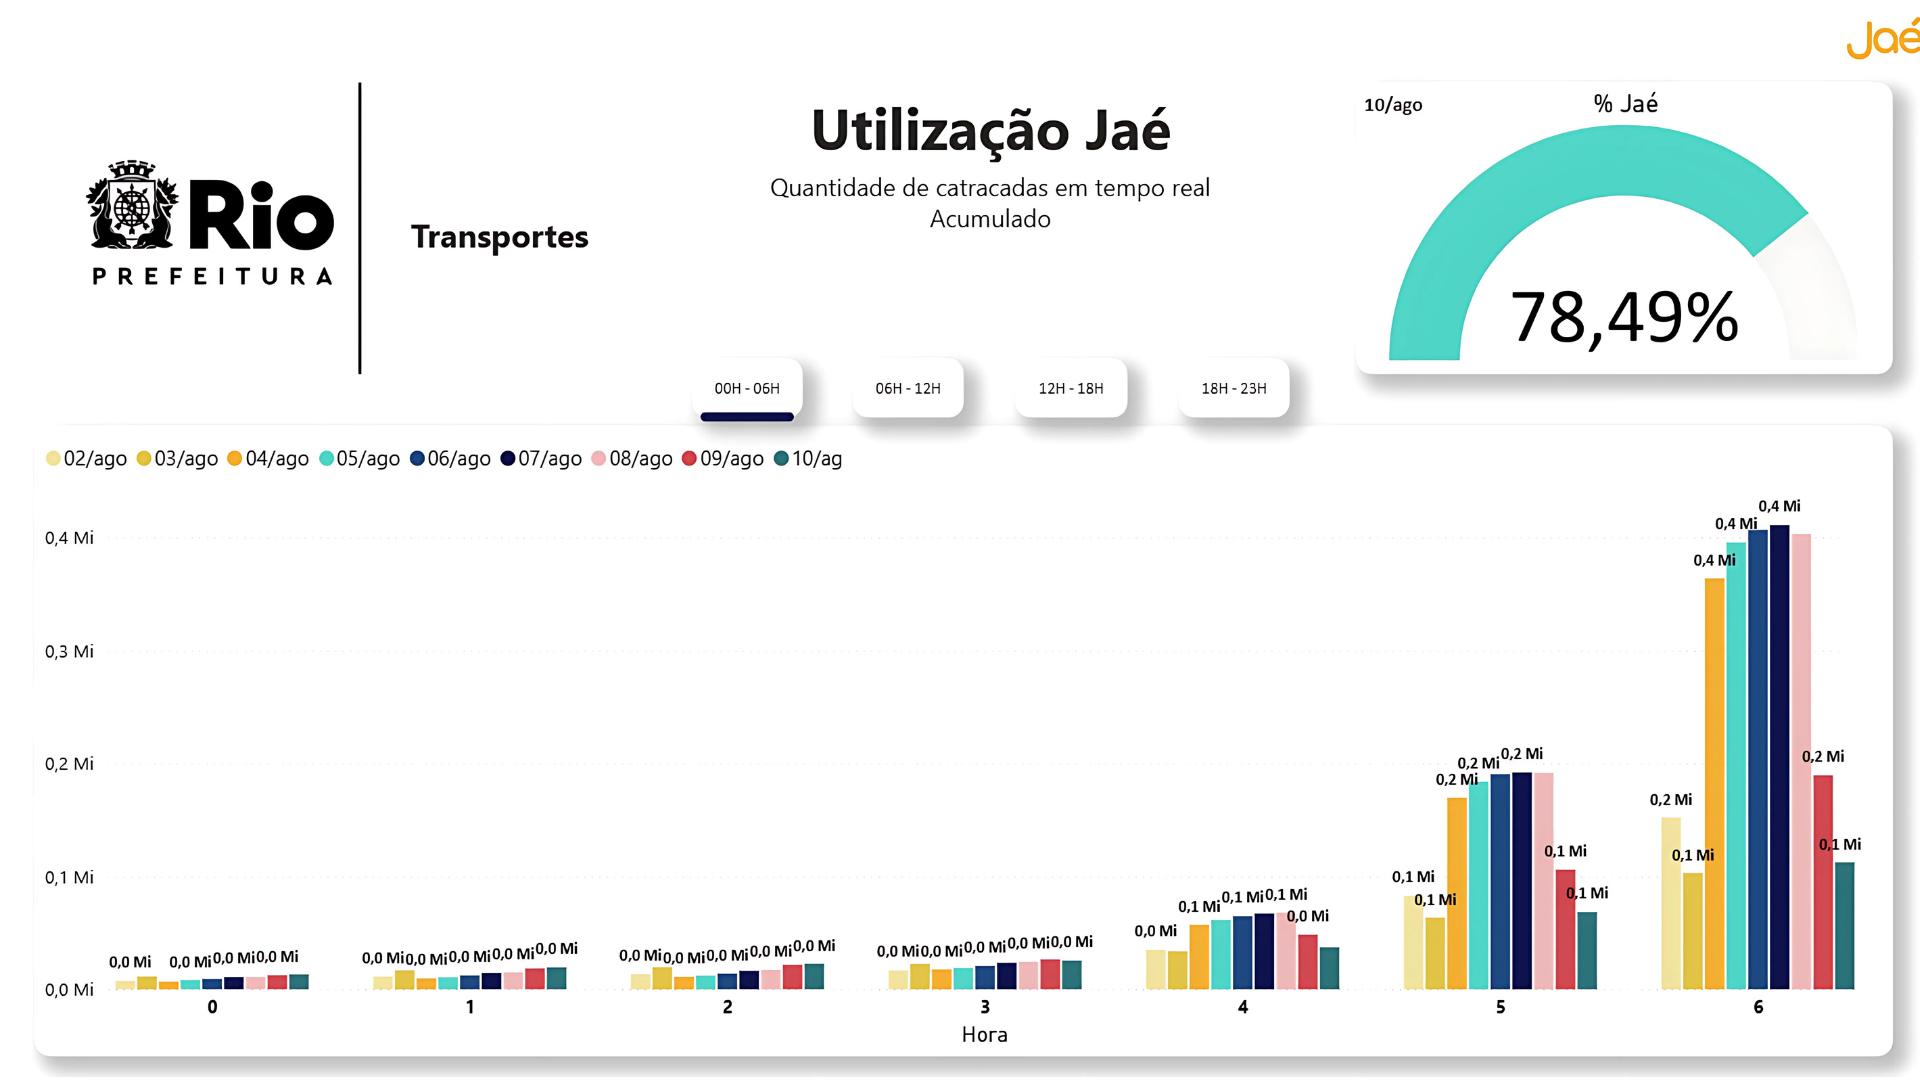 Jaé
10/ago
% Jaé
Utilização Jaé
Quantidade de catracadas em tempo real
Acumulado
Rio
PREFEITURA
Transportes
78,49%
00H - 06H
06H - 12H
12H - 18H
18H - 23H
02/ago 03/ago 04/ago 05/ago 06/ago 07/ago 08/ago 09/ago 10/ag
0,4 Mi
0,3 Mi
0,2 Mi
0,1 Mi
0,0 Mi
0,0 Mi 0,0 Mi 0,0 Mi 0,0 Mi
0,0 Mi 0,0 Mi 0,0 Mi 0,0 Mi 0,0 Mi
0,0 Mi 0,0 Mi 0,0 Mi 0,0 Mi 0,0 Mi
0,0 Mi 0,0 Mi 0,0 Mi 0,0 Mi 0,0 Mi
0,0 Mi 0,1 Mi 0,1 Mi 0,1 Mi 0,0 Mi
0,1 Mi 0,1 Mi 0,2 Mi 0,2 Mi 0,2 Mi 0,1 Mi 0,1 Mi
0,2 Mi 0,1 Mi 0,4 Mi 0,4 Mi 0,4 Mi 0,2 Mi 0,1 Mi
0 1 2 3 4 5 6
Hora